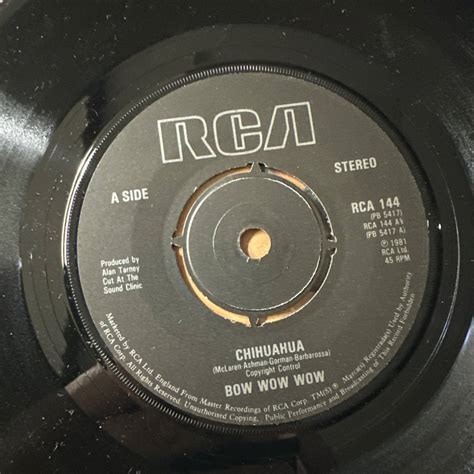 RCA
A SIDE
STEREO
RCA 144
(PB 5417)
RCA 144 A
(PB 5417 A)
℗ 1981
RCA Ltd.
45 RPM
Produced by
Alan Tarney
Cut At The
Sound Clinic
CHIHUAHUA
(McLaren-Ashman-Gorman-Barbarossa)
Copyright Control
BOW WOW WOW
Marketed by RCA Ltd. England From Master Recordings of RCA Corp. TM(S)® Marca(s) Registrada(s) Used by Authority
of RCA Corp. All Rights Reserved. Unauthorised Copying, Public Performance and Broadcasting of This Record Forbidden